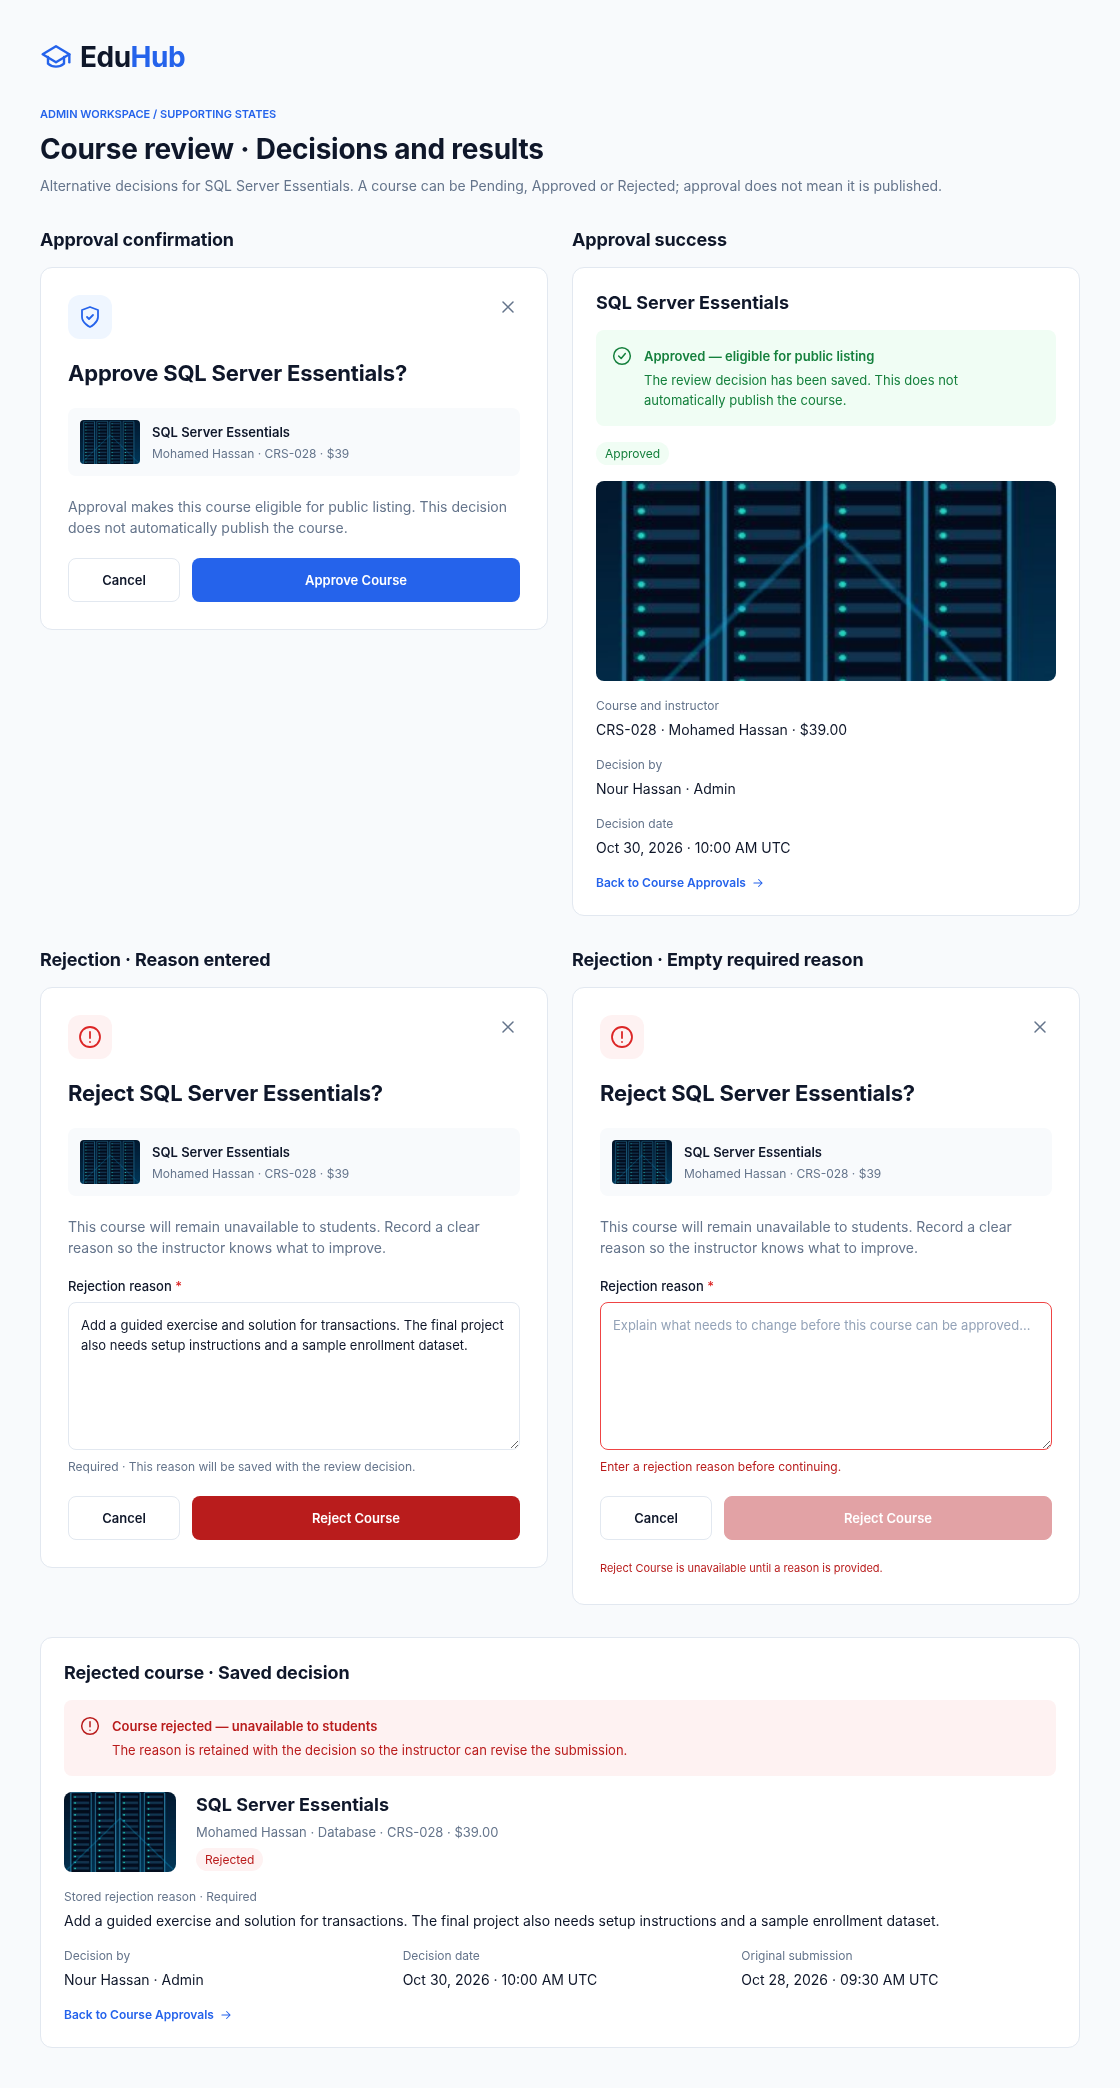 EduHub
ADMIN WORKSPACE / SUPPORTING STATES
Course review · Decisions and results
Alternative decisions for SQL Server Essentials. A course can be Pending, Approved or Rejected; approval does not mean it is published.
Approval confirmation
Approve SQL Server Essentials?
SQL Server Essentials
Mohamed Hassan · CRS-028 · $39
Approval makes this course eligible for public listing. This decision
does not automatically publish the course.
Cancel
Approve Course
Approval success
SQL Server Essentials
Approved — eligible for public listing
The review decision has been saved. This does not
automatically publish the course.
Approved
Course and instructor
CRS-028 · Mohamed Hassan · $39.00
Decision by
Nour Hassan · Admin
Decision date
Oct 30, 2026 · 10:00 AM UTC
Back to Course Approvals →
Rejection · Reason entered
Reject SQL Server Essentials?
SQL Server Essentials
Mohamed Hassan · CRS-028 · $39
This course will remain unavailable to students. Record a clear
reason so the instructor knows what to improve.
Rejection reason *
Add a guided exercise and solution for transactions. The final project
also needs setup instructions and a sample enrollment dataset.
Required · This reason will be saved with the review decision.
Cancel
Reject Course
Rejection · Empty required reason
Reject SQL Server Essentials?
SQL Server Essentials
Mohamed Hassan · CRS-028 · $39
This course will remain unavailable to students. Record a clear
reason so the instructor knows what to improve.
Rejection reason *
Explain what needs to change before this course can be approved...
Enter a rejection reason before continuing.
Cancel
Reject Course
Reject Course is unavailable until a reason is provided.
Rejected course · Saved decision
Course rejected — unavailable to students
The reason is retained with the decision so the instructor can revise the submission.
SQL Server Essentials
Mohamed Hassan · Database · CRS-028 · $39.00
Rejected
Stored rejection reason · Required
Add a guided exercise and solution for transactions. The final project also needs setup instructions and a sample enrollment dataset.
Decision by
Nour Hassan · Admin
Decision date
Oct 30, 2026 · 10:00 AM UTC
Original submission
Oct 28, 2026 · 09:30 AM UTC
Back to Course Approvals →